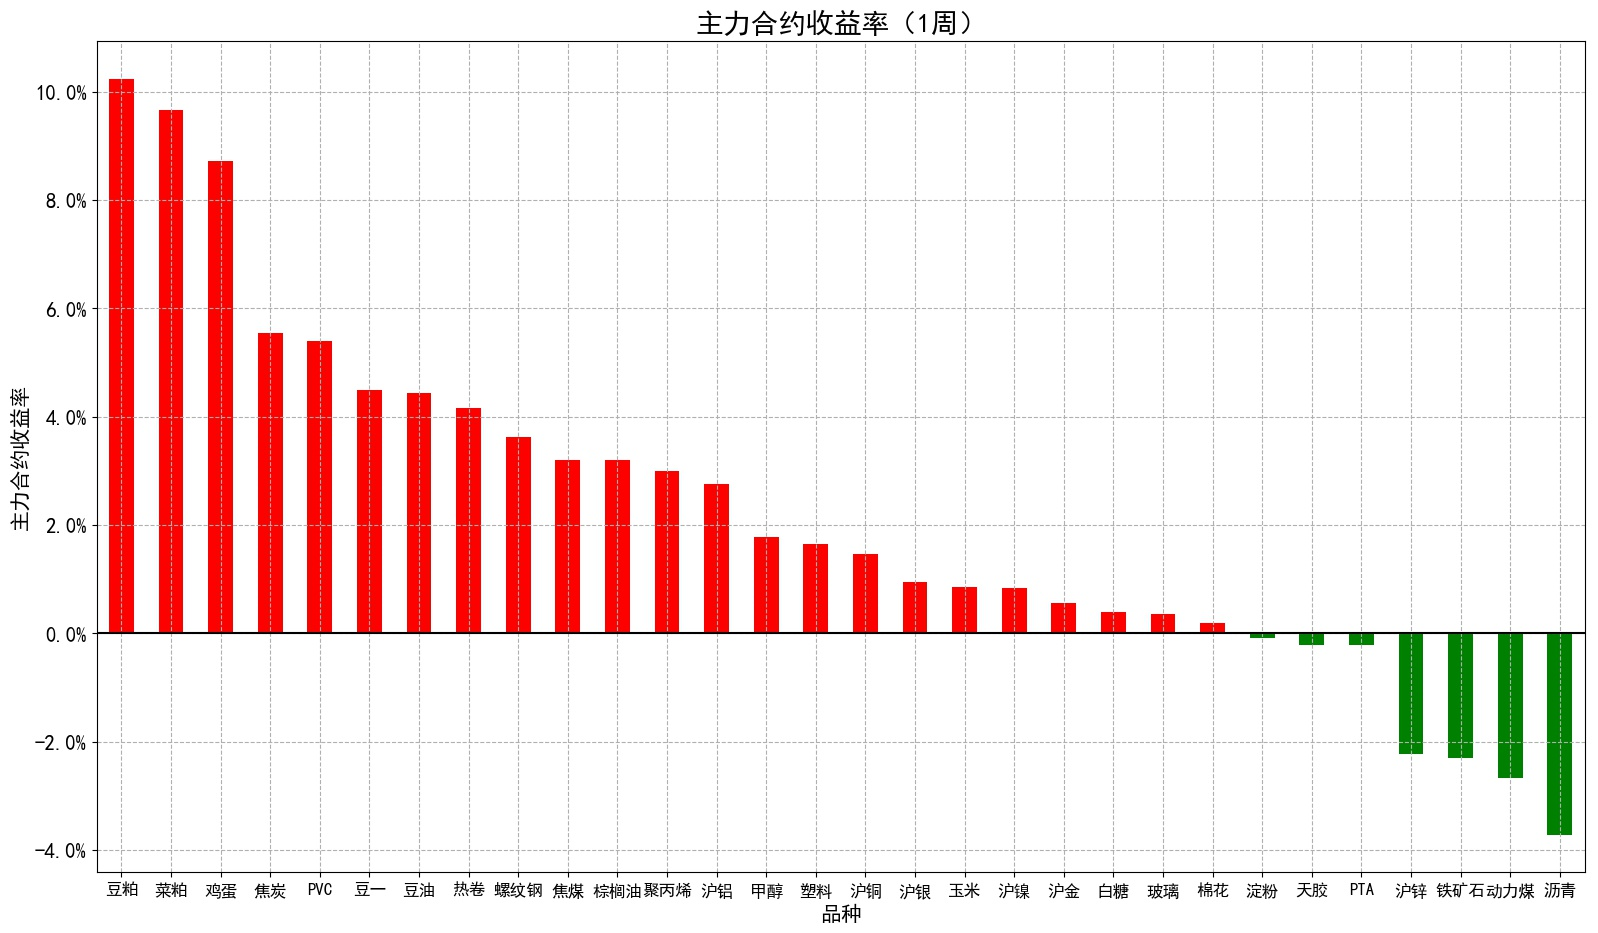 主力合约收益率（1周）
主力合约收益率
10.0%
8.0%
6.0%
4.0%
2.0%
0.0%
−2.0%
−4.0%
豆粕 菜粕 鸡蛋 焦炭 PVC 豆一 豆油 热卷 螺纹钢 焦煤 棕榈油 聚丙烯 沪铝 甲醇 塑料 沪铜 沪银 玉米 沪镍 沪金 白糖 玻璃 棉花 淀粉 天胶 PTA 沪锌 铁矿石 动力煤 沥青
品种